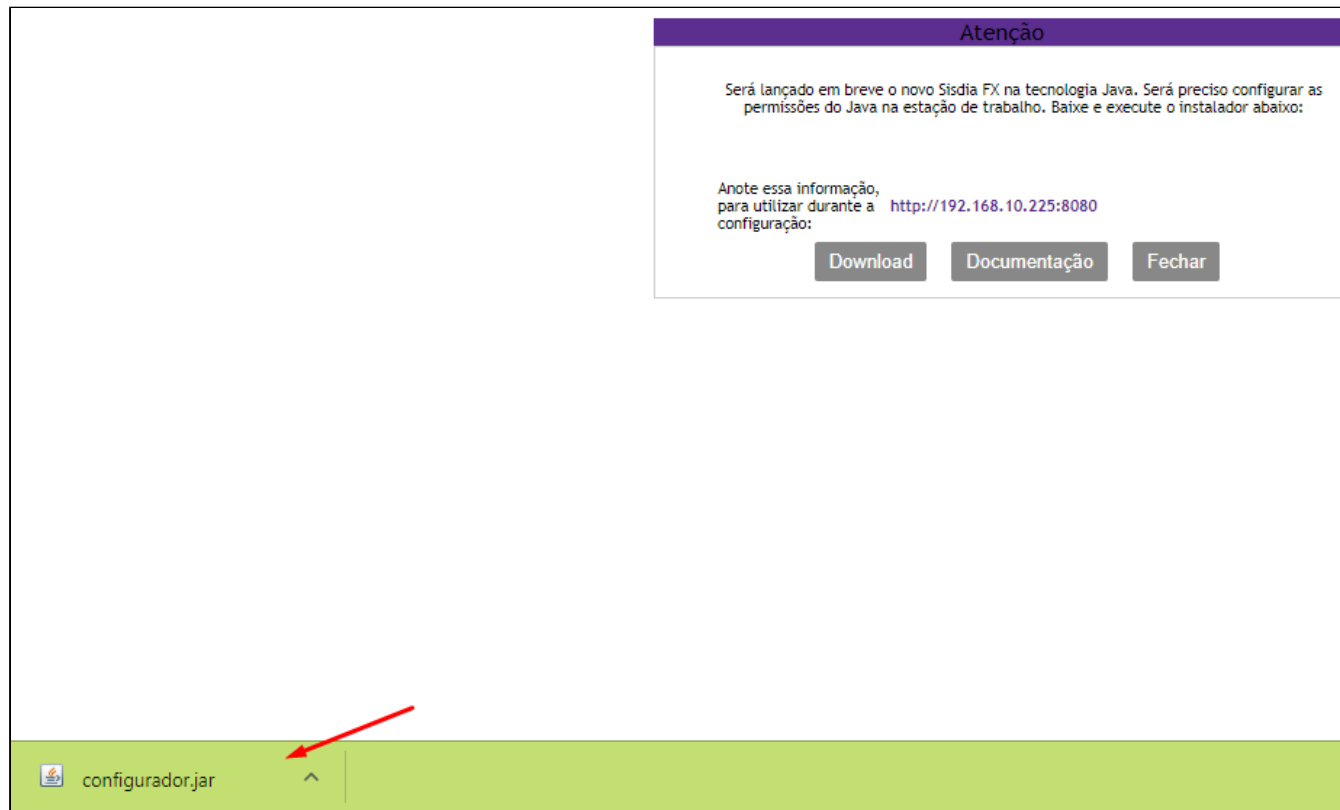 Atenção
Será lançado em breve o novo Sisdia FX na tecnologia Java. Será preciso configurar as
permissões do Java na estação de trabalho. Baixe e execute o instalador abaixo:
Anote essa informação,
para utilizar durante a http://192.168.10.225:8080
configuração:
Download Documentação Fechar
configurador.jar